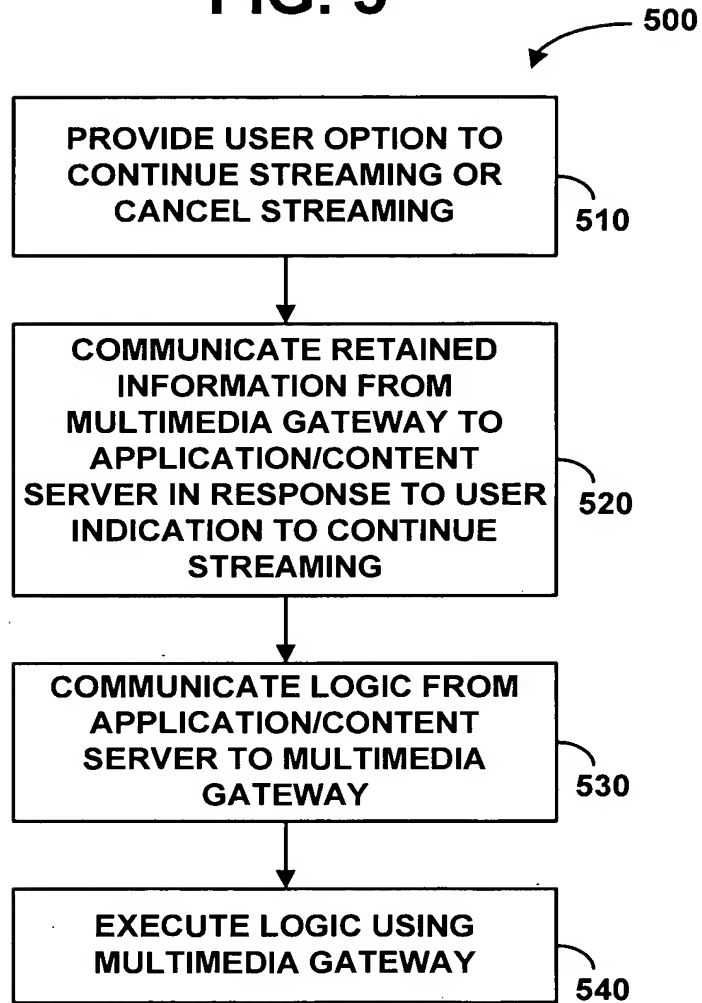 FIG. 5
500
PROVIDE USER OPTION TO
CONTINUE STREAMING OR
CANCEL STREAMING
510
COMMUNICATE RETAINED
INFORMATION FROM
MULTIMEDIA GATEWAY TO
APPLICATION/CONTENT
SERVER IN RESPONSE TO USER
INDICATION TO CONTINUE
STREAMING
520
COMMUNICATE LOGIC FROM
APPLICATION/CONTENT
SERVER TO MULTIMEDIA
GATEWAY
530
EXECUTE LOGIC USING
MULTIMEDIA GATEWAY
540